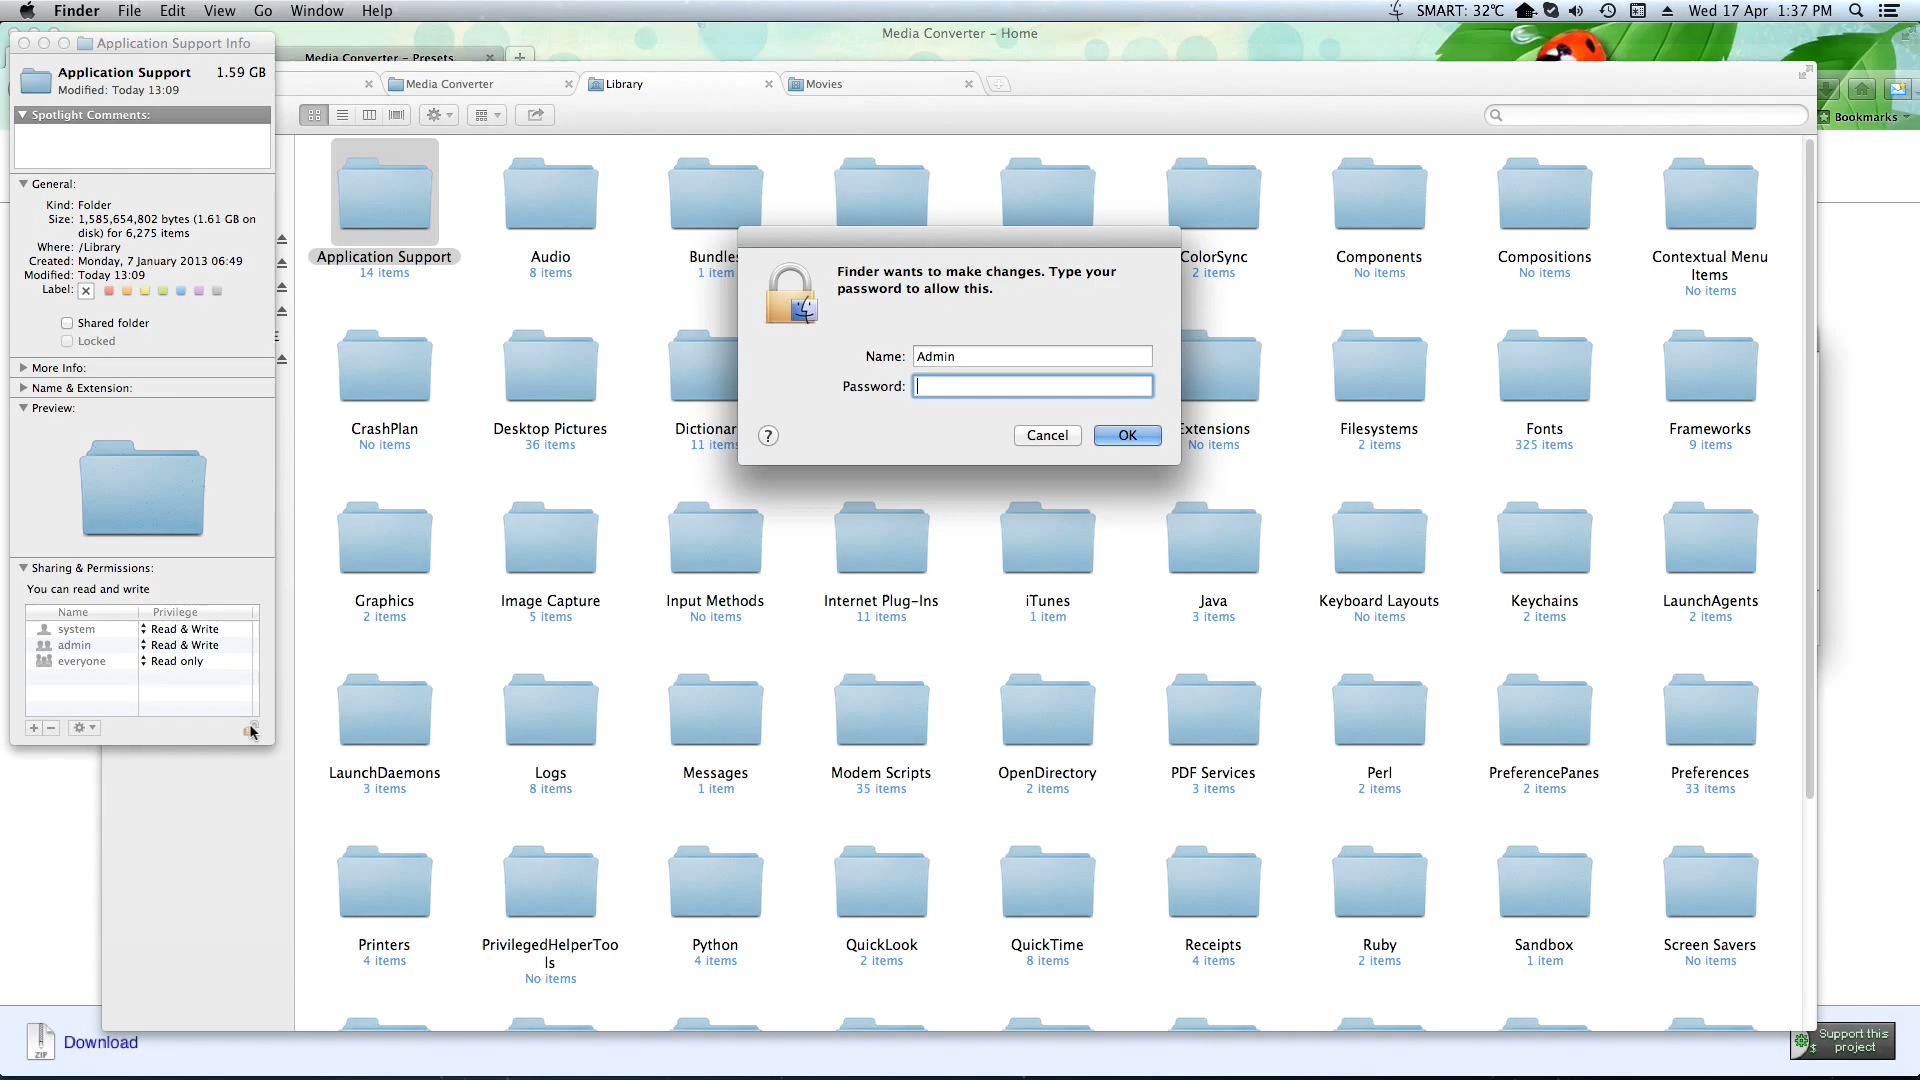 Finder File Edit View Go Window Help
SMART: 32°C Wed 17 Apr 1:37 PM
Media Converter – Home
Application Support Info
Media Converter – Presets
Application Support 1.59 GB
Modified: Today 13:09
Media Converter
Library
Movies
Spotlight Comments:
Bookmarks
General:
Kind: Folder
Size: 1,585,654,802 bytes (1.61 GB on
disk) for 6,275 items
Where: /Library
Created: Monday, 7 January 2013 06:49
Modified: Today 13:09
Label:
Shared folder
Locked
More Info:
Name & Extension:
Preview:
Sharing & Permissions:
You can read and write
Name Privilege
system Read & Write
admin Read & Write
everyone Read only
Application Support
14 items
Audio
8 items
Bundles
1 item
ColorSync
2 items
Components
No items
Compositions
No items
Contextual Menu
Items
No items
Finder wants to make changes. Type your
password to allow this.
Name: Admin
Password:
?
Cancel
OK
CrashPlan
No items
Desktop Pictures
36 items
Dictionar
11 items
Extensions
No items
Filesystems
2 items
Fonts
325 items
Frameworks
9 items
Graphics
2 items
Image Capture
5 items
Input Methods
No items
Internet Plug-Ins
11 items
iTunes
1 item
Java
3 items
Keyboard Layouts
No items
Keychains
2 items
LaunchAgents
2 items
LaunchDaemons
3 items
Logs
8 items
Messages
1 item
Modem Scripts
35 items
OpenDirectory
2 items
PDF Services
3 items
Perl
2 items
PreferencePanes
2 items
Preferences
33 items
Printers
4 items
PrivilegedHelperToo
ls
No items
Python
4 items
QuickLook
2 items
QuickTime
8 items
Receipts
4 items
Ruby
2 items
Sandbox
1 item
Screen Savers
No items
ZIP
Download
Support this
project